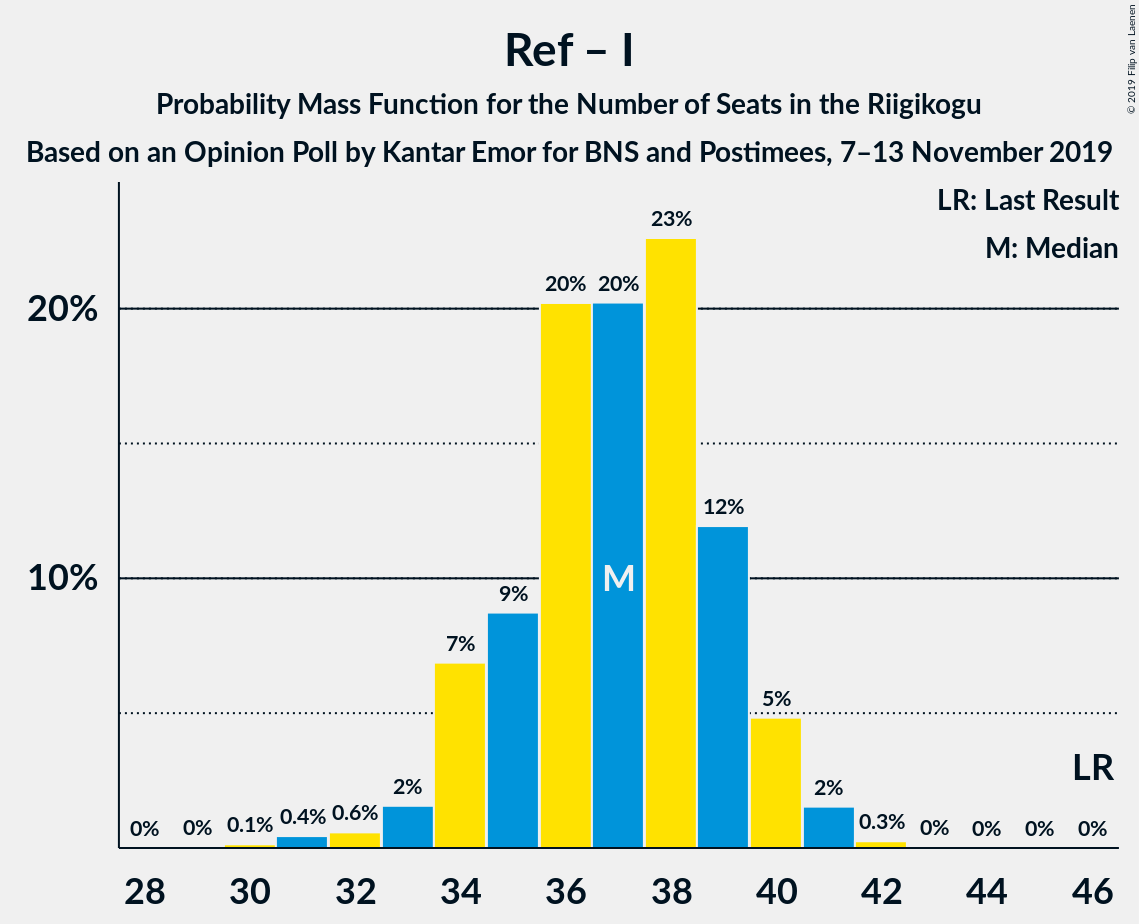 Ref – I
Probability Mass Function for the Number of Seats in the Riigikogu
Based on an Opinion Poll by Kantar Emor for BNS and Postimees, 7–13 November 2019
© 2019 Filip van Laenen
LR: Last Result
M: Median
20%
10%
0% 0% 0.1% 0.4% 0.6% 2% 7% 9% 20% 20% 23% 12% 5% 2% 0.3% 0% 0% 0% 0%
M
LR
28 30 32 34 36 38 40 42 44 46